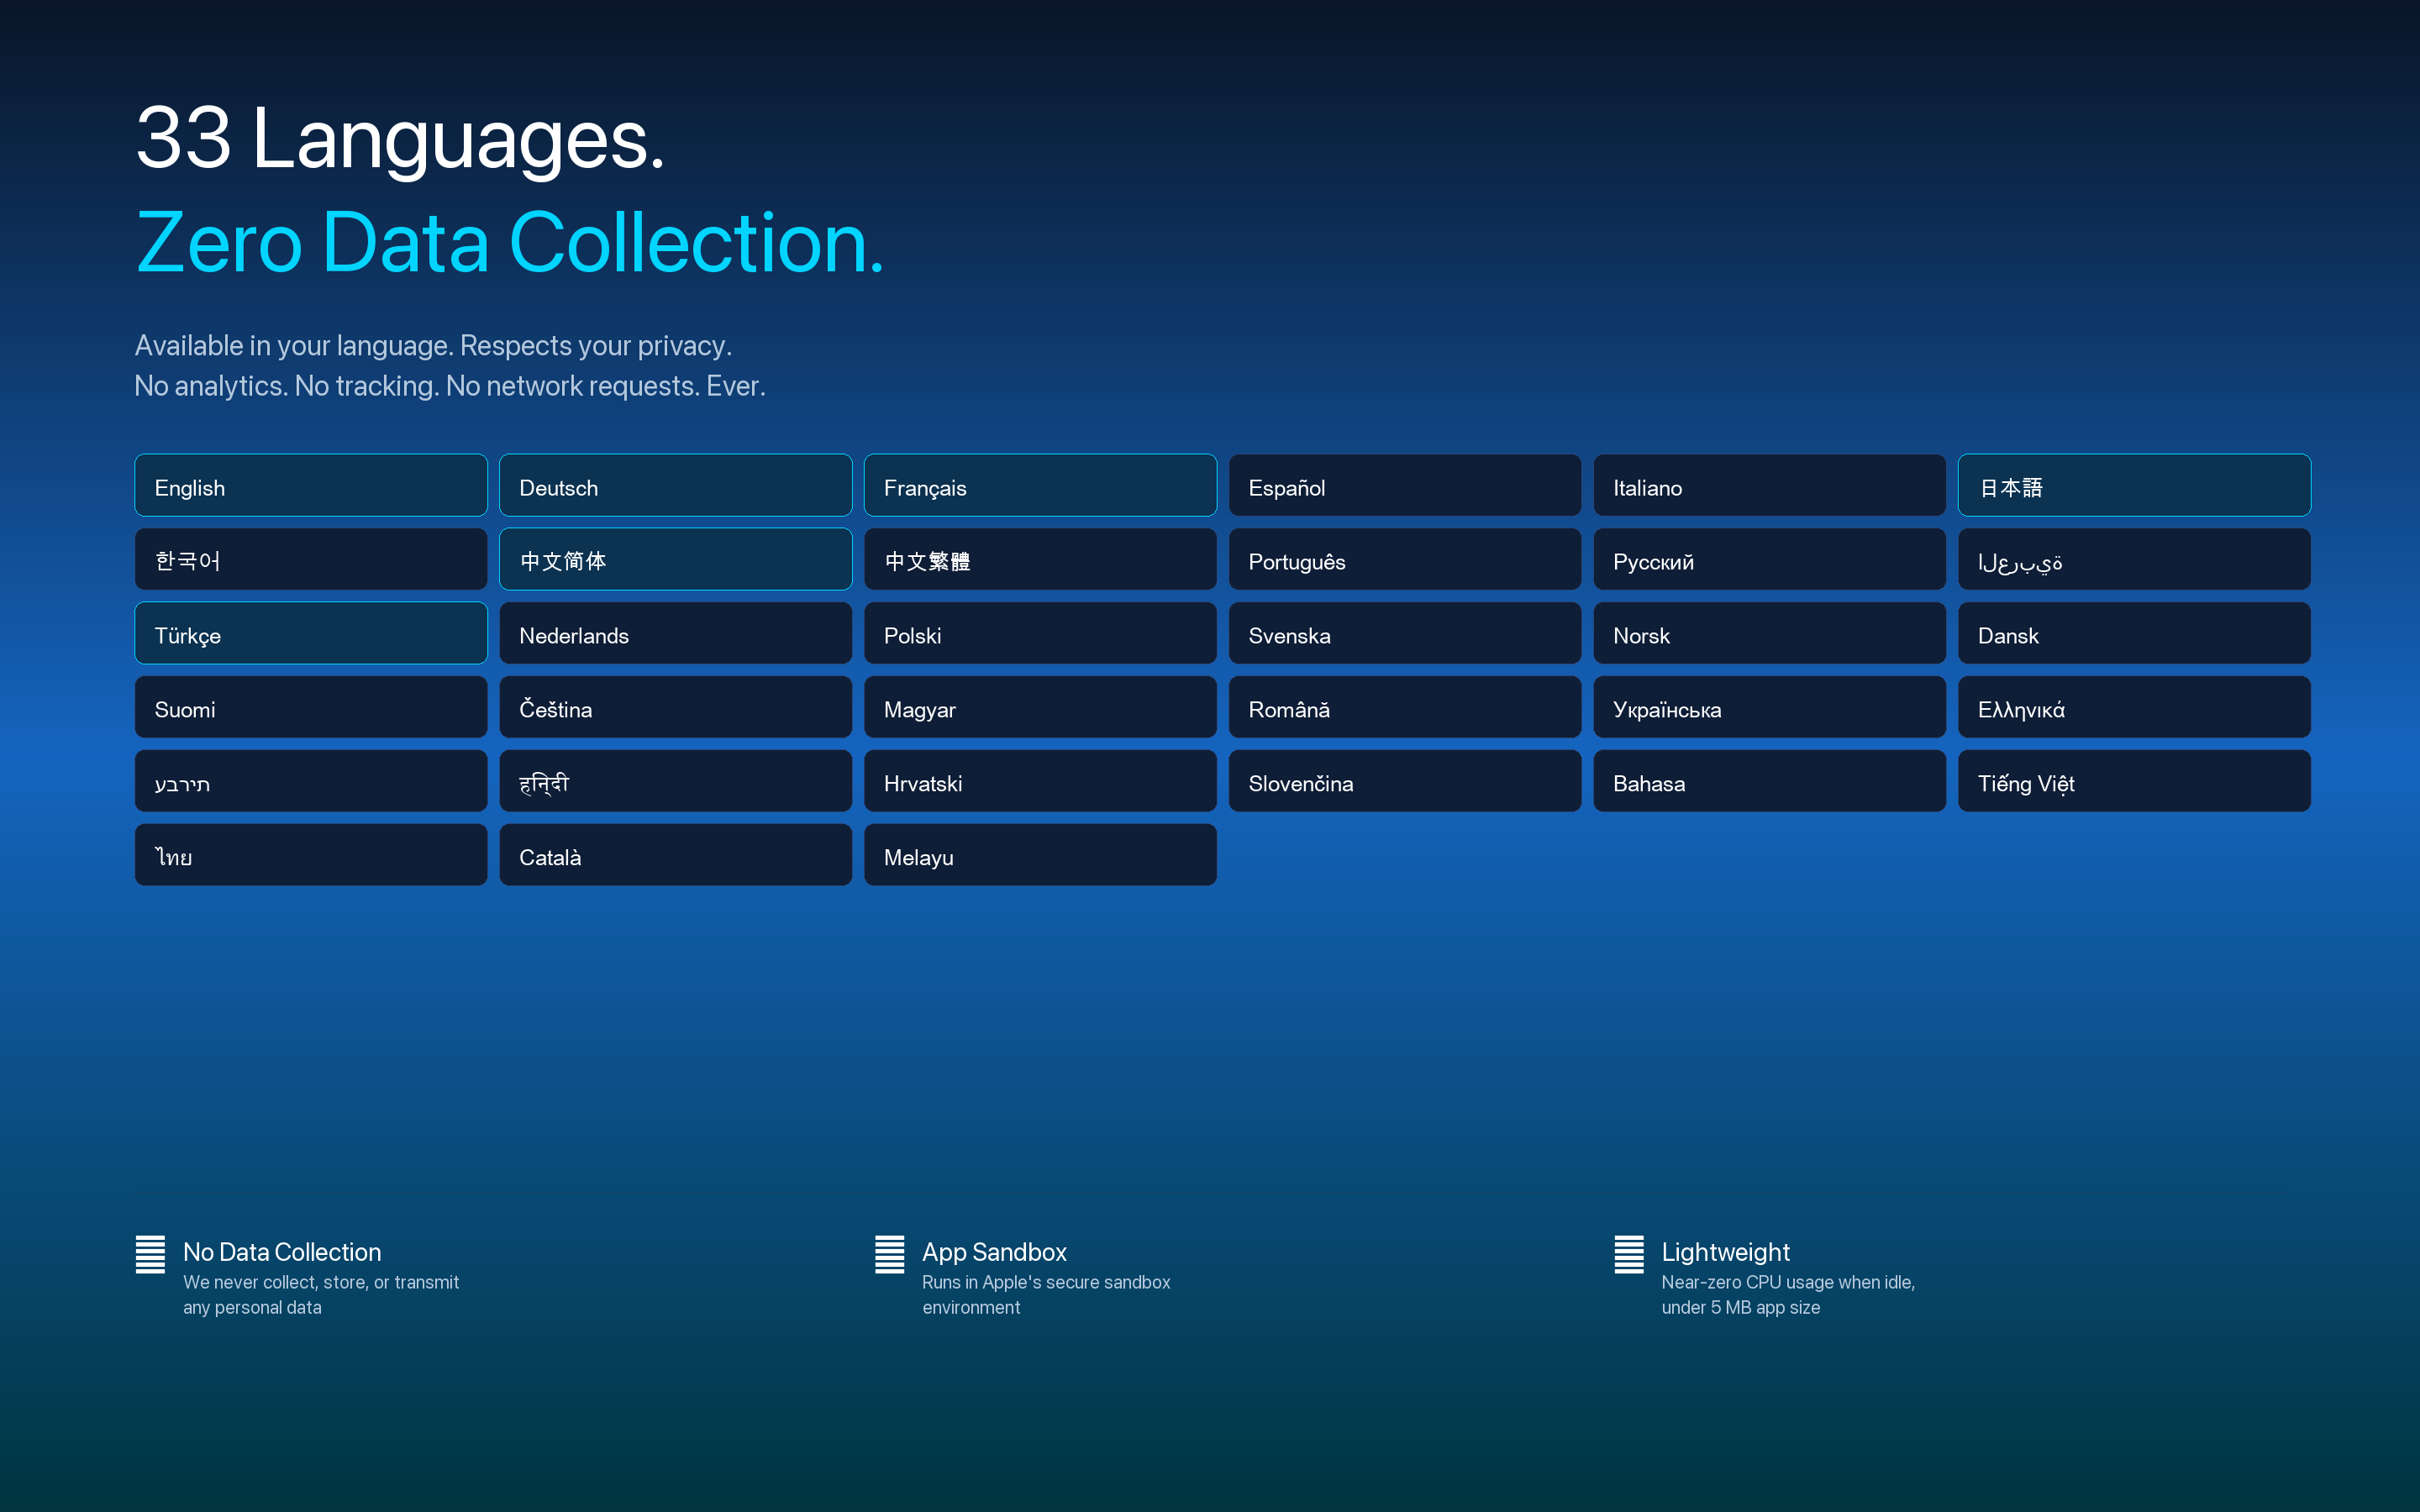 33 Languages.
Zero Data Collection.
Available in your language. Respects your privacy.
No analytics. No tracking. No network requests. Ever.
English
Deutsch
Français
Español
Italiano
日本語
한국어
中文简体
中文繁體
Português
Русский
ةيبرعلا
Türkçe
Nederlands
Polski
Svenska
Norsk
Dansk
Suomi
Čeština
Magyar
Română
Українська
Ελληνικά
תירבע
हिन्दी
Hrvatski
Slovenčina
Bahasa
Tiếng Việt
ไทย
Català
Melayu
No Data Collection
We never collect, store, or transmit
any personal data
App Sandbox
Runs in Apple's secure sandbox
environment
Lightweight
Near-zero CPU usage when idle,
under 5 MB app size